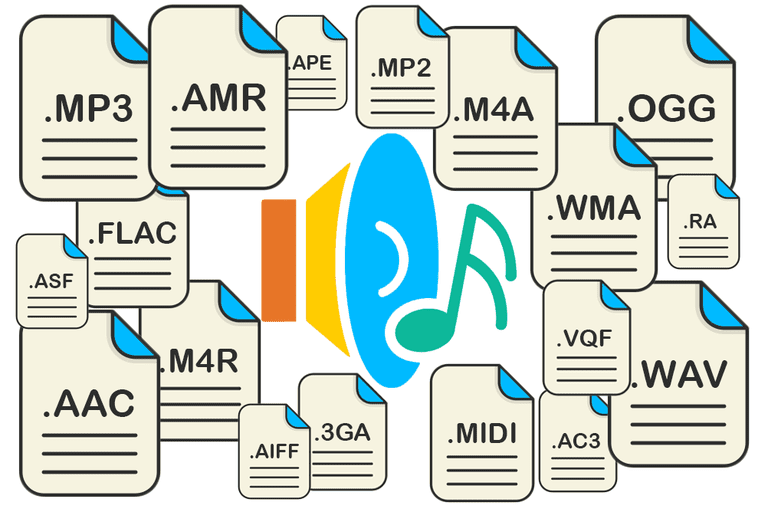 .MP3
.AMR
.APE
.MP2
.M4A
.OGG
.FLAC
.WMA
.RA
.ASF
.M4R
.VQF
.WAV
.AAC
.AIFF
.3GA
.MIDI
.AC3